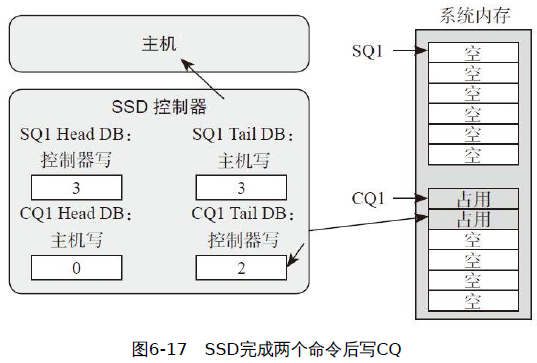 系统内存
主机
SQ1
空
空
空
空
空
空
SSD 控制器
SQ1 Head DB:
控制器写
3
SQ1 Tail DB:
主机写
3
CQ1 Head DB:
主机写
0
CQ1 Tail DB:
控制器写
2
CQ1
占用
占用
空
空
空
空
图6-17 SSD完成两个命令后写CQ